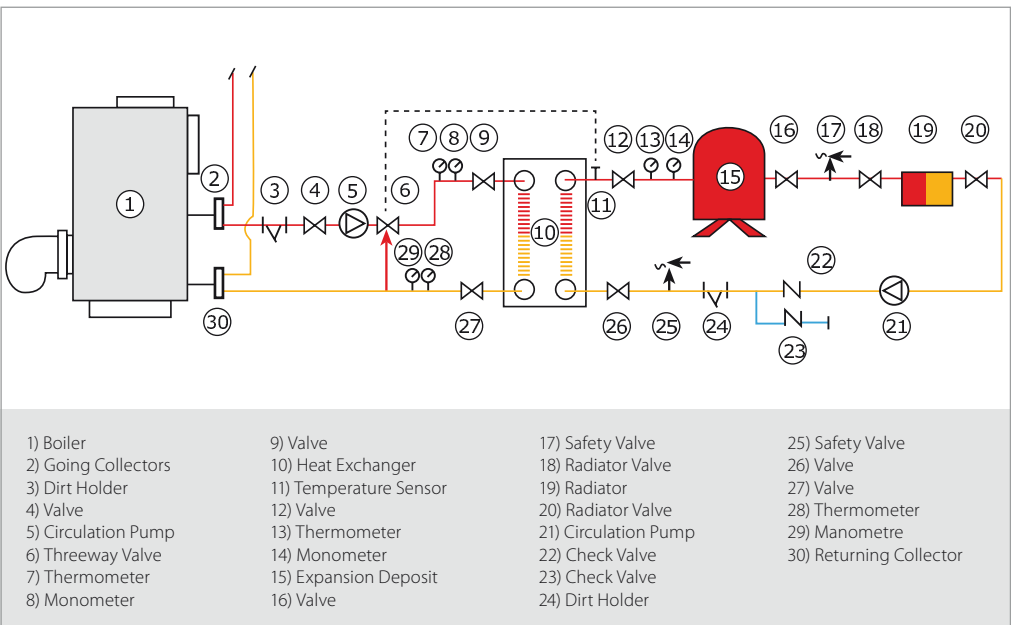 7
8
9
12
13
14
16
17
18
19
20
2
3
4
5
6
15
1
11
10
29
28
22
30
27
26
25
24
21
23
1) Boiler
2) Going Collectors
3) Dirt Holder
4) Valve
5) Circulation Pump
6) Threeway Valve
7) Thermometer
8) Monometer
9) Valve
10) Heat Exchanger
11) Temperature Sensor
12) Valve
13) Thermometer
14) Monometer
15) Expansion Deposit
16) Valve
17) Safety Valve
18) Radiator Valve
19) Radiator
20) Radiator Valve
21) Circulation Pump
22) Check Valve
23) Check Valve
24) Dirt Holder
25) Safety Valve
26) Valve
27) Valve
28) Thermometer
29) Manometre
30) Returning Collector